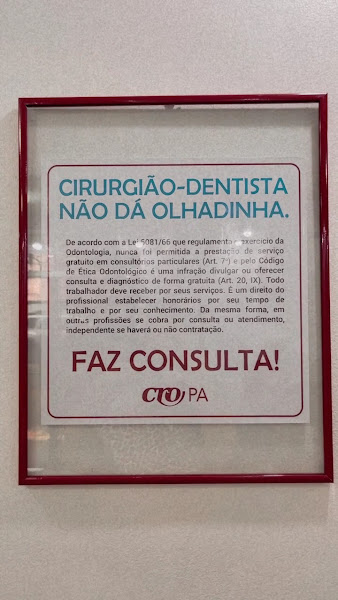 CIRURGIÃO-DENTISTA
NÃO DÁ OLHADINHA.
De acordo com a Lei 5081/66 que regulamenta o exercício da
Odontologia, nunca foi permitida a prestação de serviço
gratuito em consultórios particulares (Art. 7º) e pelo Código
de Ética Odontológico é uma infração divulgar ou oferecer
consulta e diagnóstico de forma gratuita (Art. 20, IX). Todo
trabalhador deve receber por seus serviços. É um direito do
profissional estabelecer honorários por seu tempo de
trabalho e por seu conhecimento. Da mesma forma, em
outras profissões se cobra por consulta ou atendimento,
independente se haverá ou não contratação.
FAZ CONSULTA!
CRO PA